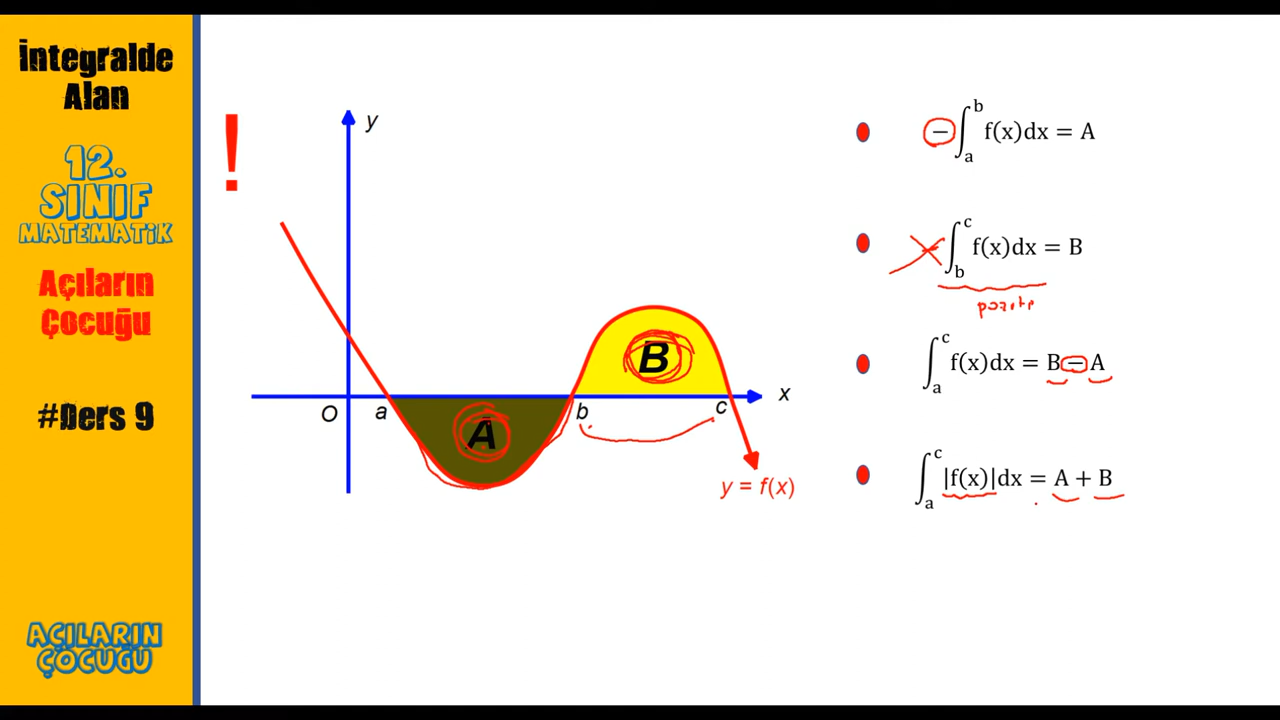 İntegralde
Alan
12.
SINIF
MATEMATİK
Açıların
Çocuğu
#Ders 9
AÇILARIN
ÇOCUĞU
!
y
O
a
b
c
x
A
B
y = f(x)
−∫_a^b f(x)dx = A
∫_b^c f(x)dx = B
pozitif
∫_a^c f(x)dx = B − A
∫_a^c |f(x)|dx = A + B